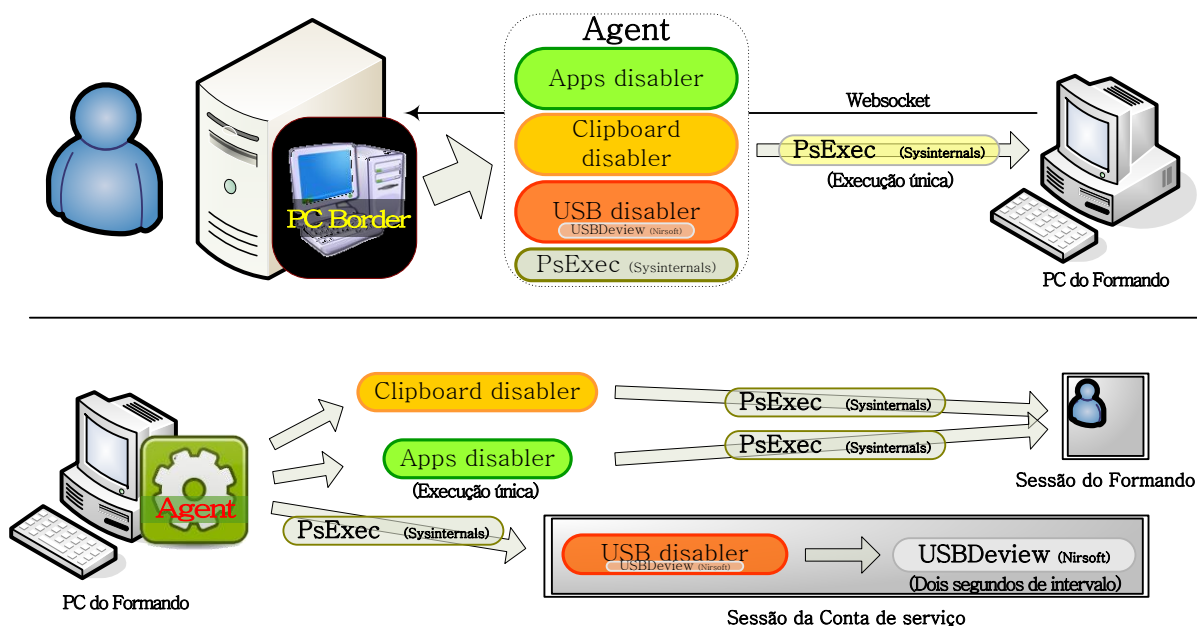 Agent
Apps disabler
Clipboard
disabler
USB disabler
USBDeview (Nirsoft)
PsExec (Sysinternals)
PC Border
Websocket
PsExec (Sysinternals)
(Execução única)
PC do Formando
Clipboard disabler
PsExec (Sysinternals)
Apps disabler
(Execução única)
PsExec (Sysinternals)
Sessão do Formando
Agent
PsExec (Sysinternals)
USB disabler
USBDeview (Nirsoft)
USBDeview (Nirsoft)
(Dois segundos de intervalo)
PC do Formando
Sessão da Conta de serviço